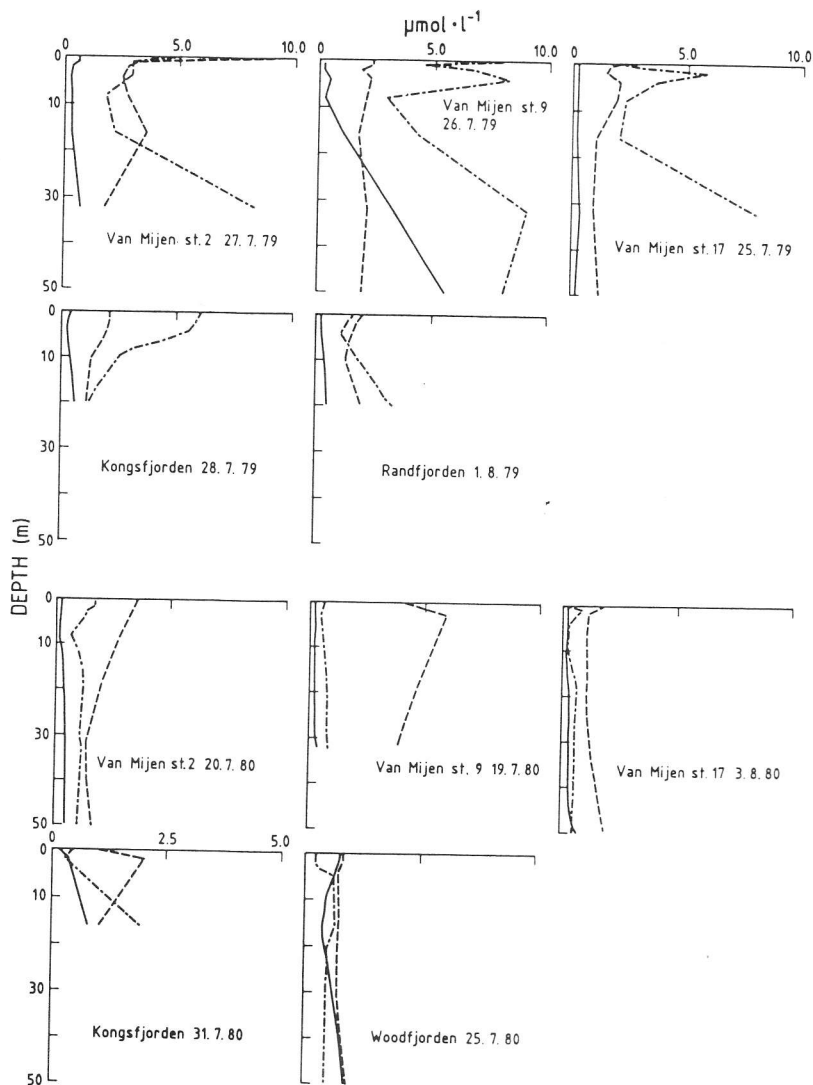 µmol·l⁻¹
0 5.0 10.0 0 5.0 10.0 0 5.0 10.0
0
10
30
50
Van Mijen st.2 27.7.79
Van Mijen st.9
26.7.79
Van Mijen st.17 25.7.79
0
10
30
50
Kongsfjorden 28.7.79
Randfjorden 1.8.79
DEPTH (m)
0
10
30
50
Van Mijen st.2 20.7.80
Van Mijen st.9 19.7.80
Van Mijen st.17 3.8.80
0 2.5 5.0
0
10
30
50
Kongsfjorden 31.7.80
Woodfjorden 25.7.80